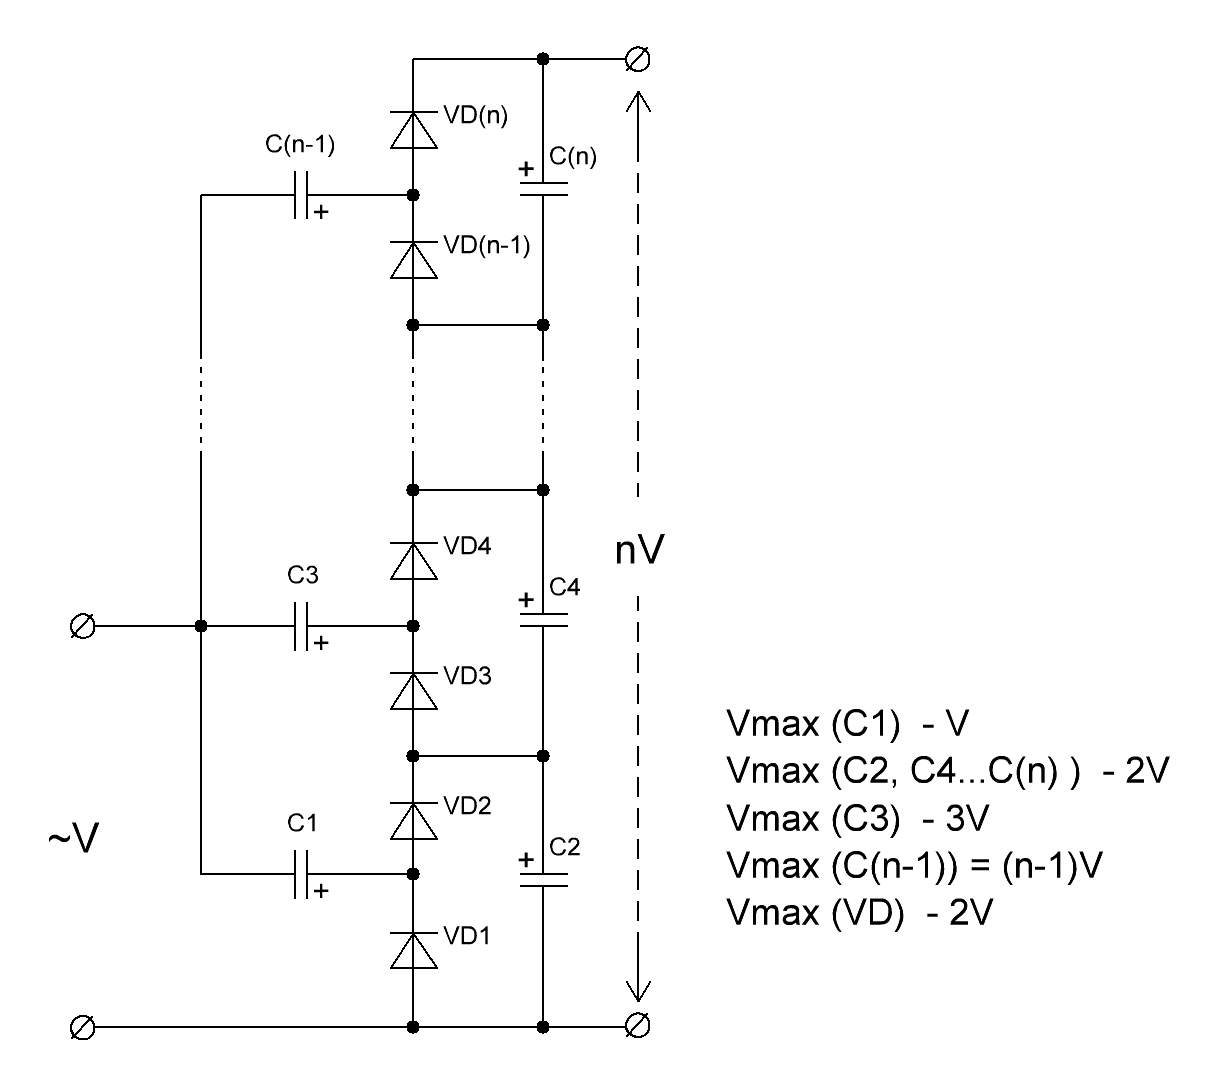 VD(n)
C(n-1)
+
+
C(n)
VD(n-1)
VD4
nV
C3
+
+
C4
VD3
Vmax (C1) - V
Vmax (C2, C4...C(n) ) - 2V
VD2
C1
+
+
C2
~V
Vmax (C3) - 3V
Vmax (C(n-1)) = (n-1)V
Vmax (VD) - 2V
VD1